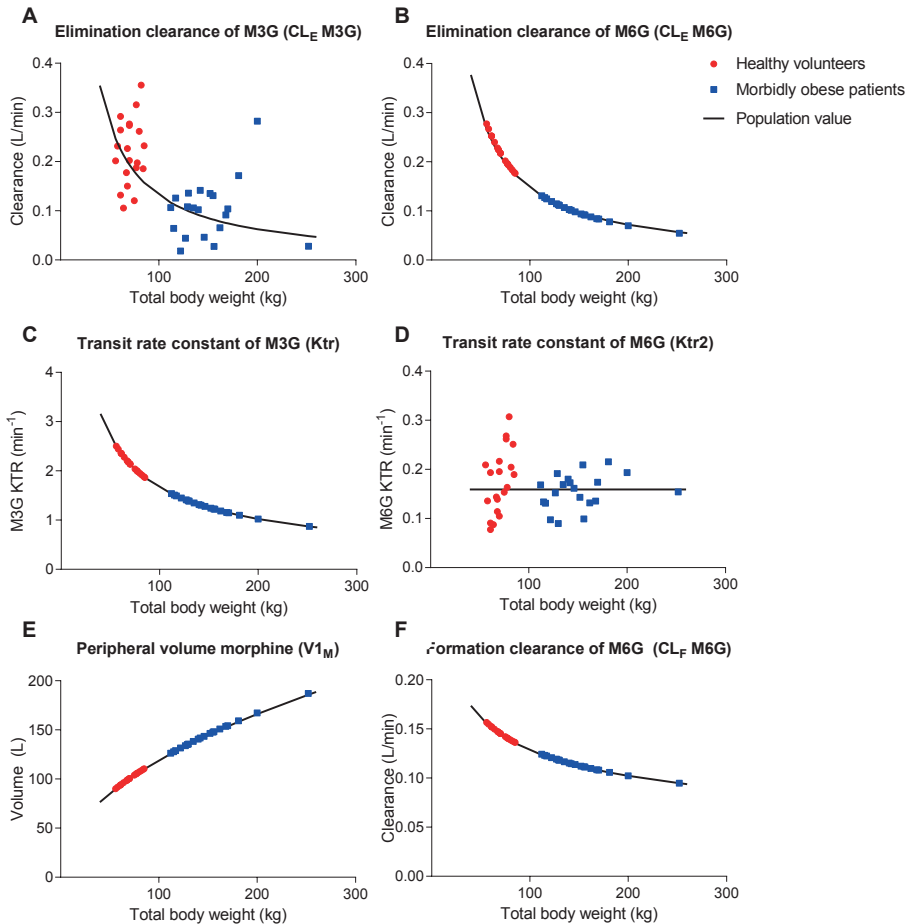 A
Elimination clearance of M3G (CLE M3G)
0.4
0.3
0.2
0.1
0.0
Clearance (L/min)
100
200
300
Total body weight (kg)
B
Elimination clearance of M6G (CLE M6G)
0.4
0.3
0.2
0.1
0.0
Clearance (L/min)
100
200
300
Total body weight (kg)
Healthy volunteers
Morbidly obese patients
Population value
C
Transit rate constant of M3G (Ktr)
4
3
2
1
0
M3G KTR (min-1)
100
200
300
Total body weight (kg)
D
Transit rate constant of M6G (Ktr2)
0.4
0.3
0.2
0.1
0.0
M6G KTR (min-1)
100
200
300
Total body weight (kg)
E
Peripheral volume morphine (V1M)
200
150
100
50
0
Volume (L)
100
200
300
Total body weight (kg)
F
Formation clearance of M6G (CLF M6G)
0.20
0.15
0.10
0.05
0.00
Clearance (L/min)
100
200
300
Total body weight (kg)